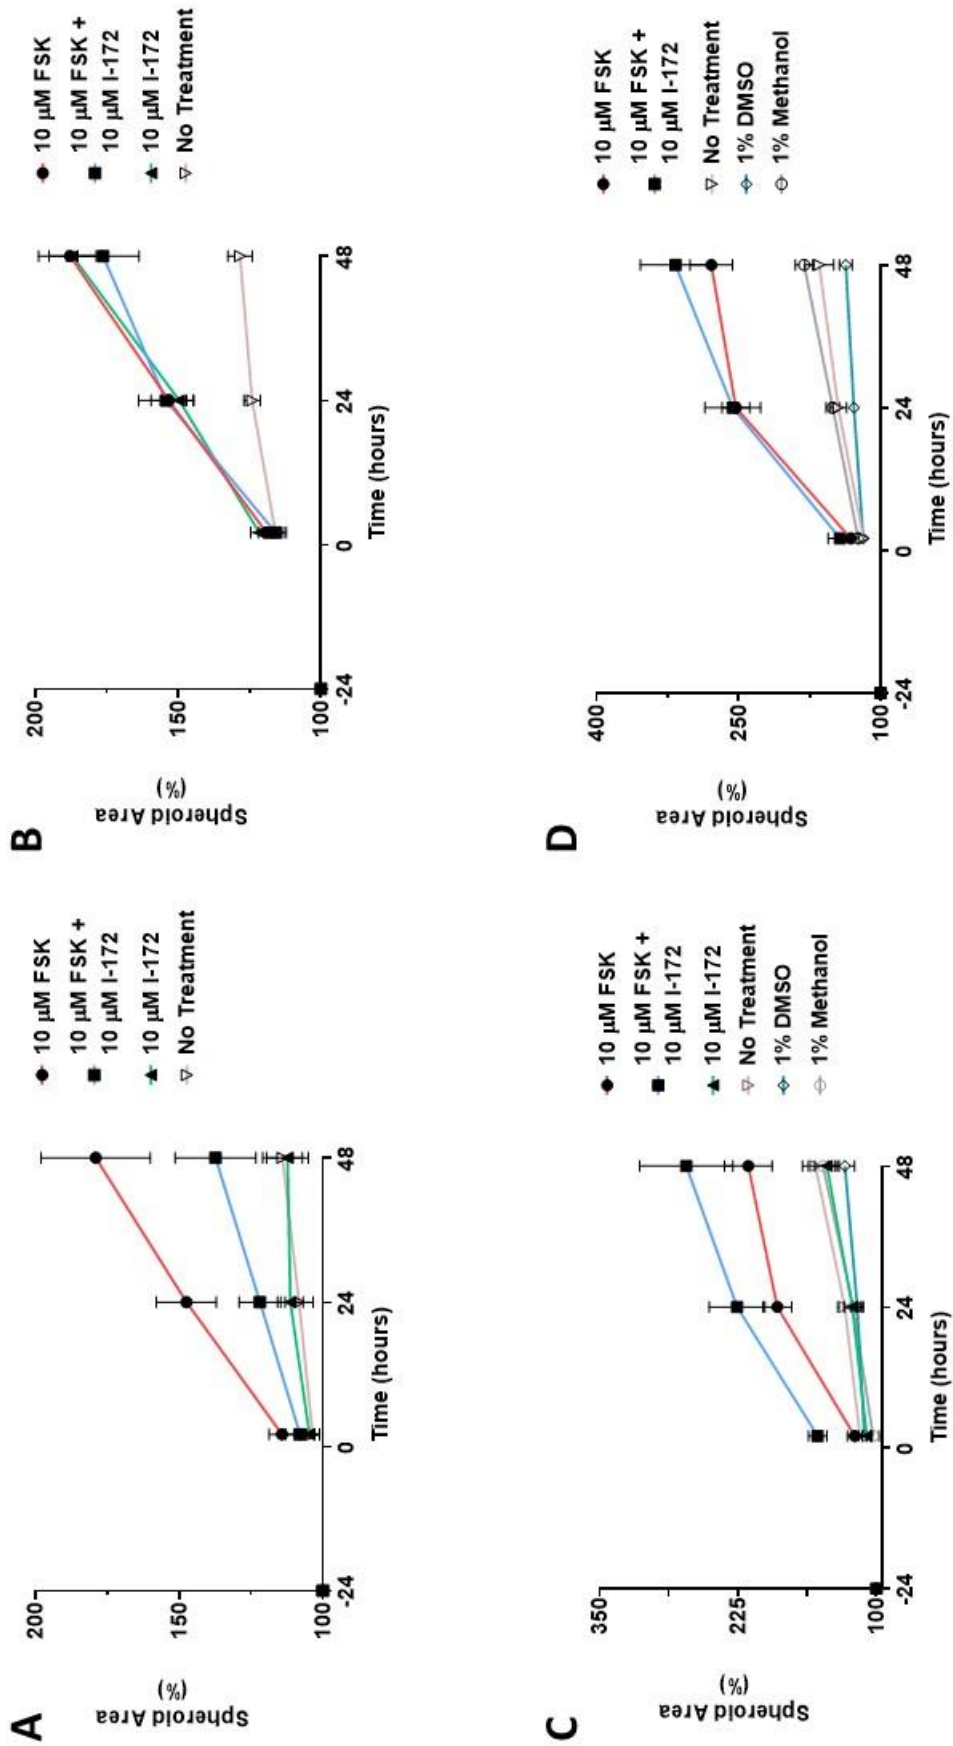 A
Spheroid Area
(%)
200
150
100
-24
0
24
48
Time (hours)
10 µM FSK
10 µM FSK +
10 µM I-172
10 µM I-172
No Treatment
B
Spheroid Area
(%)
200
150
100
-24
0
24
48
Time (hours)
10 µM FSK
10 µM FSK +
10 µM I-172
10 µM I-172
No Treatment
C
Spheroid Area
(%)
350
225
100
-24
0
24
48
Time (hours)
10 µM FSK
10 µM FSK +
10 µM I-172
10 µM I-172
No Treatment
1% DMSO
1% Methanol
D
Spheroid Area
(%)
400
250
100
-24
0
24
48
Time (hours)
10 µM FSK
10 µM FSK +
10 µM I-172
No Treatment
1% DMSO
1% Methanol